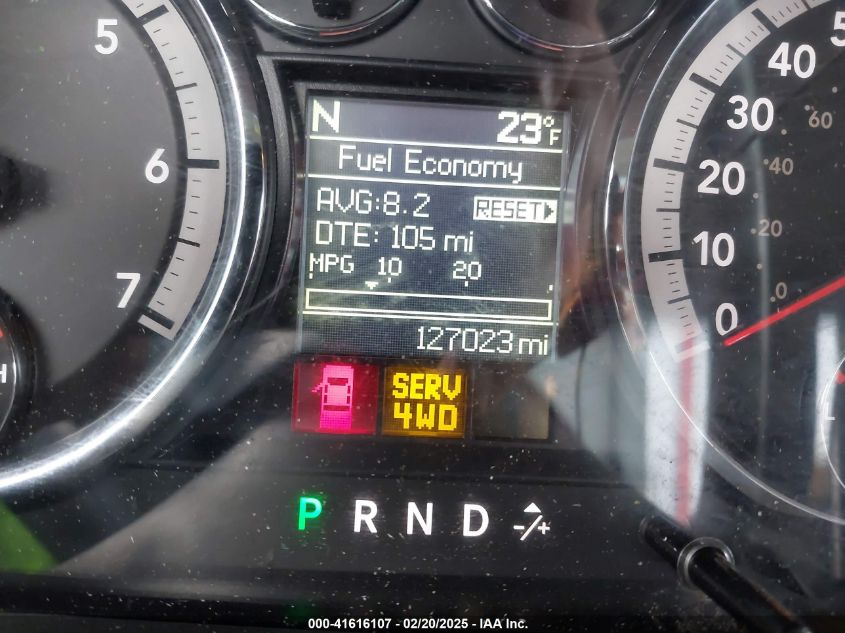 5
6
7
N 23°F
Fuel Economy
AVG:8.2 RESET
DTE: 105 mi
MPG 10 20
127023 mi
SERV
4WD
P R N D -/+
40
30
20
10
0
60
40
20
0
H
000-41616107 - 02/20/2025 - IAA Inc.